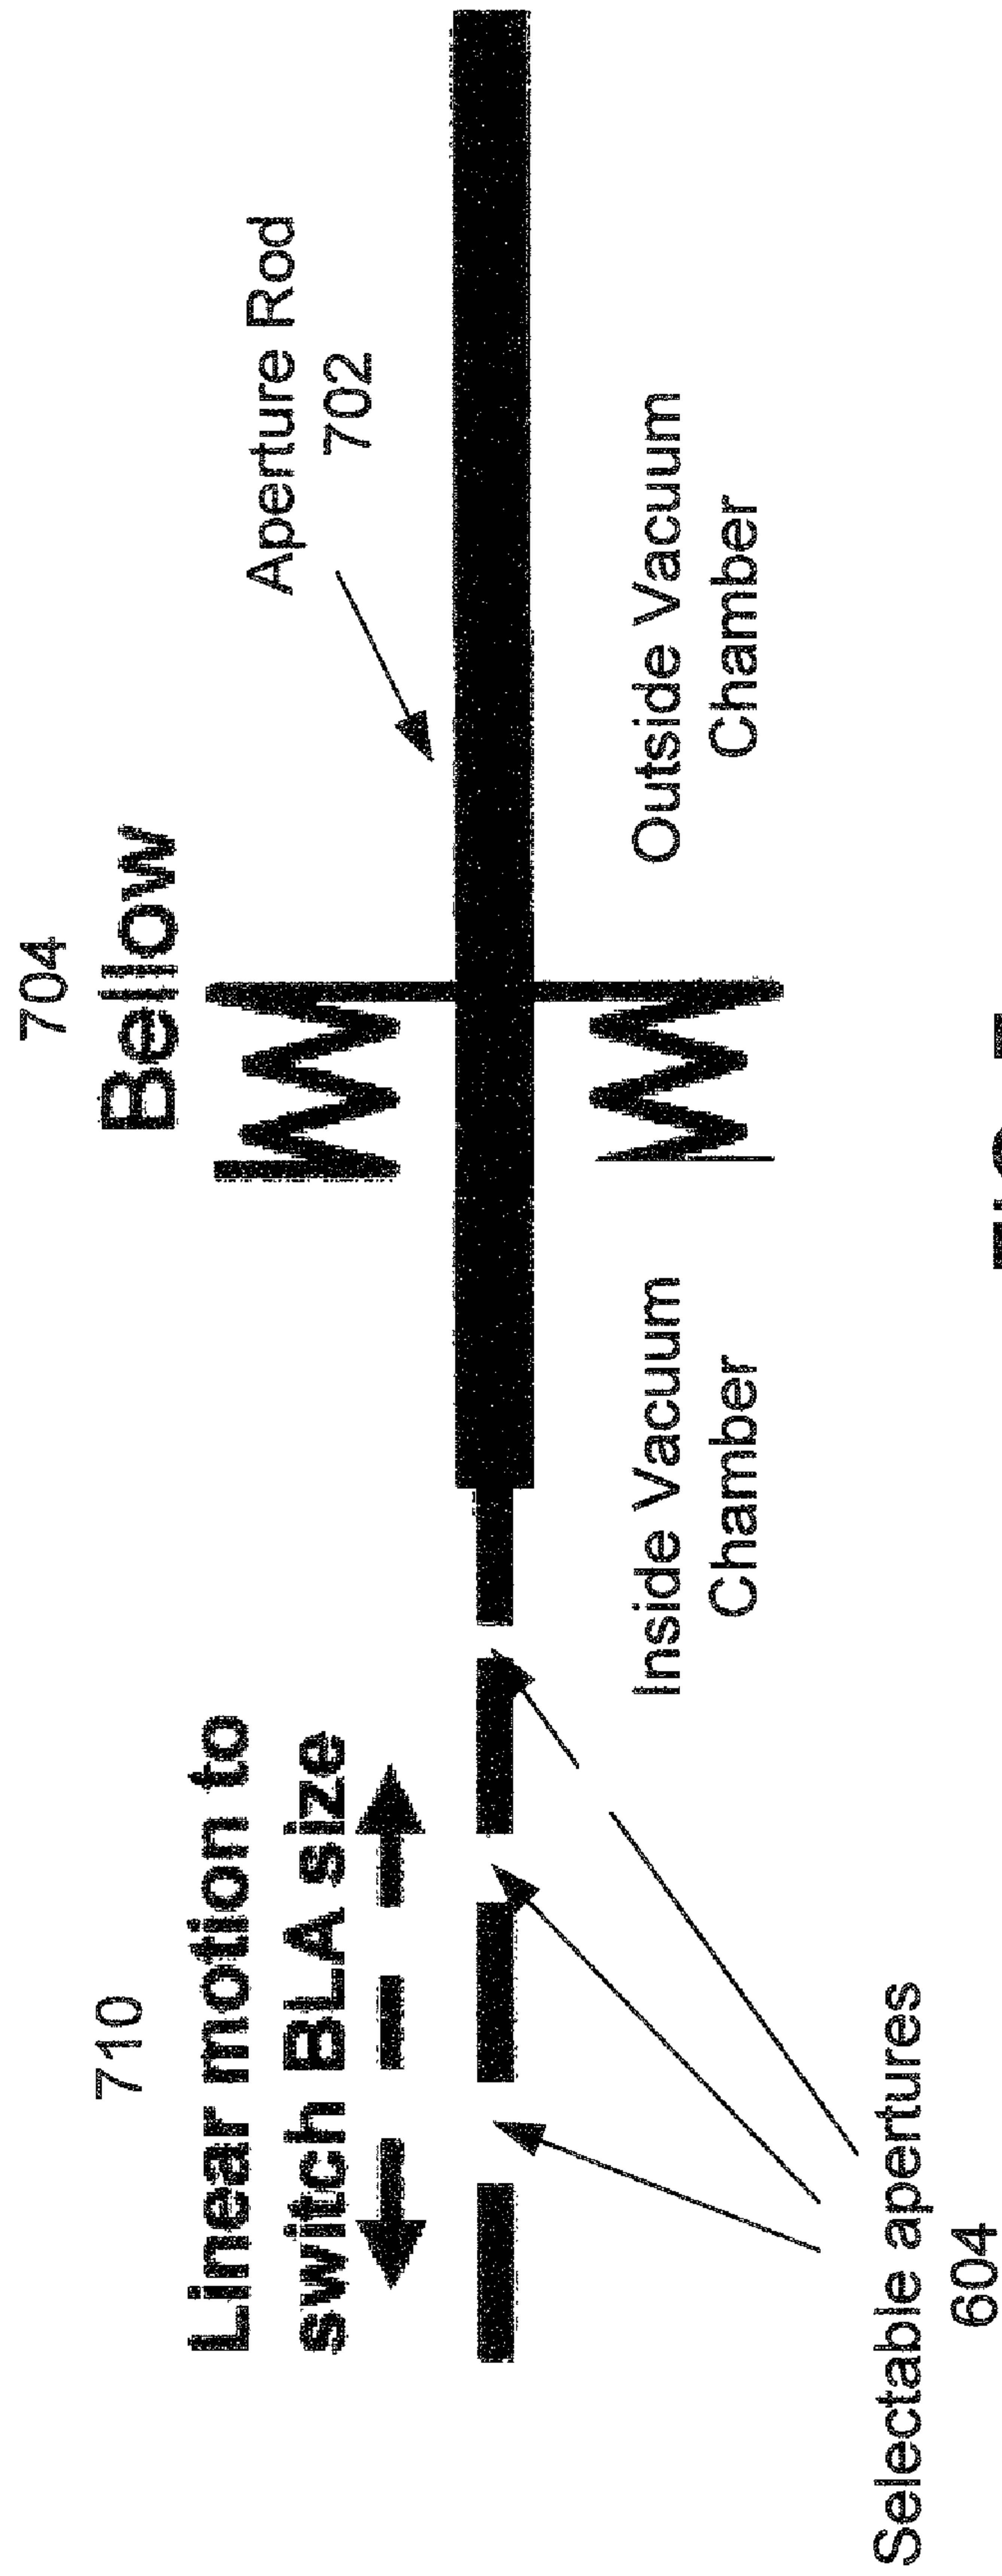 704
Bellow
Aperture Rod
702
710
Linear motion to
switch BLA size
Inside Vacuum
Chamber
Outside Vacuum
Chamber
Selectable apertures
604